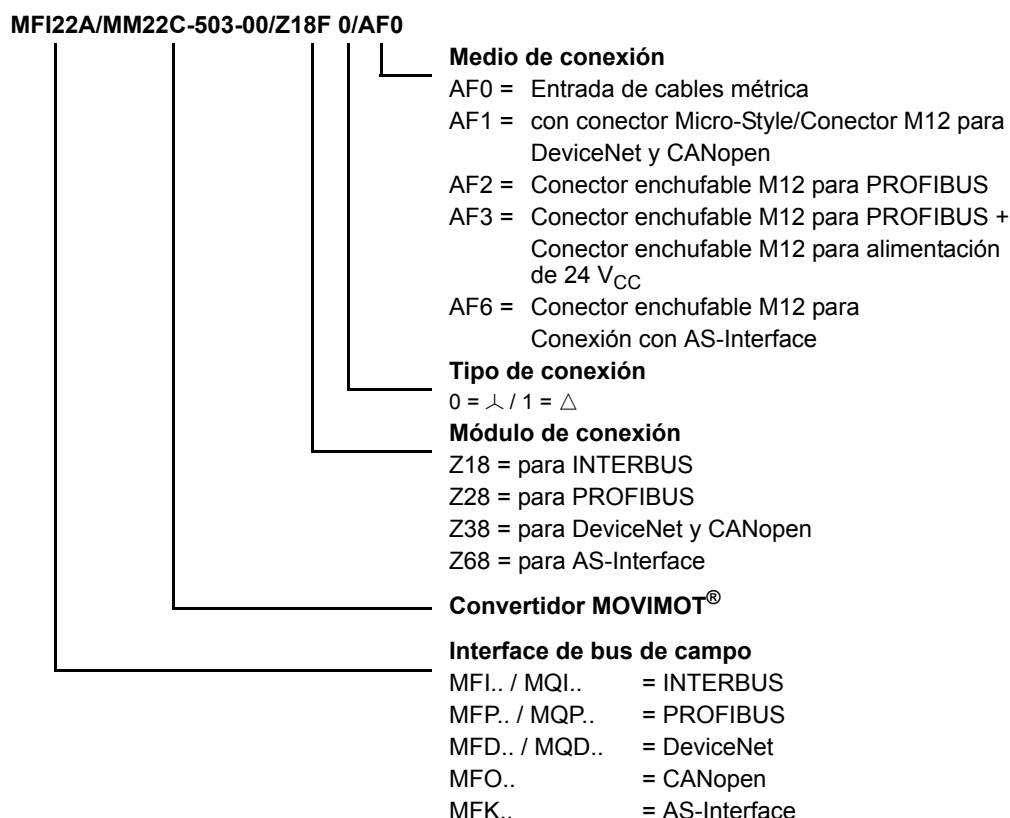 MFI22A/MM22C-503-00/Z18F 0/AF0
Medio de conexión
AF0 = Entrada de cables métrica
AF1 = con conector Micro-Style/Conector M12 para
DeviceNet y CANopen
AF2 = Conector enchufable M12 para PROFIBUS
AF3 = Conector enchufable M12 para PROFIBUS +
Conector enchufable M12 para alimentación
de 24 VCC
AF6 = Conector enchufable M12 para
Conexión con AS-Interface
Tipo de conexión
0 = ⅄ / 1 = △
Módulo de conexión
Z18 = para INTERBUS
Z28 = para PROFIBUS
Z38 = para DeviceNet y CANopen
Z68 = para AS-Interface
Convertidor MOVIMOT®
Interface de bus de campo
MFI.. / MQI.. = INTERBUS
MFP.. / MQP.. = PROFIBUS
MFD.. / MQD.. = DeviceNet
MFO.. = CANopen
MFK.. = AS-Interface